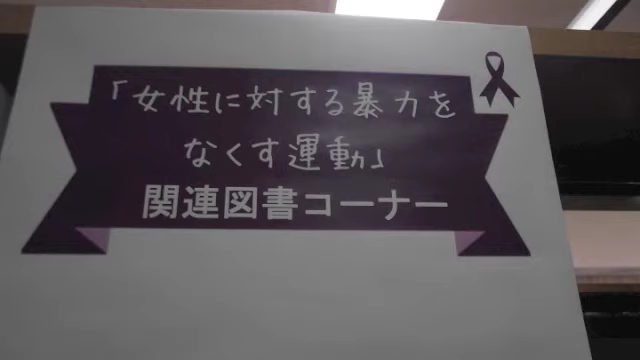 「女性に対する暴力を
なくす運動」
関連図書コーナー